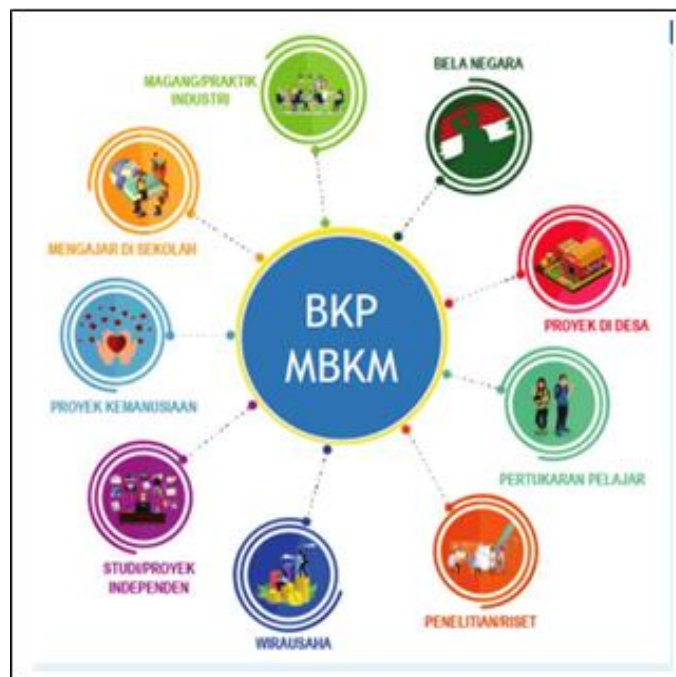 MAGANG/PRAKTIK
INDUSTRI
BELA NEGARA
MENGAJAR DI SEKOLAH
PROYEK DI DESA
BKP
MBKM
PROYEK KEMANUSIAAN
PERTUKARAN PELAJAR
STUDI/PROYEK
INDEPENDEN
WIRAUSAHA
PENELITIAN/RISET